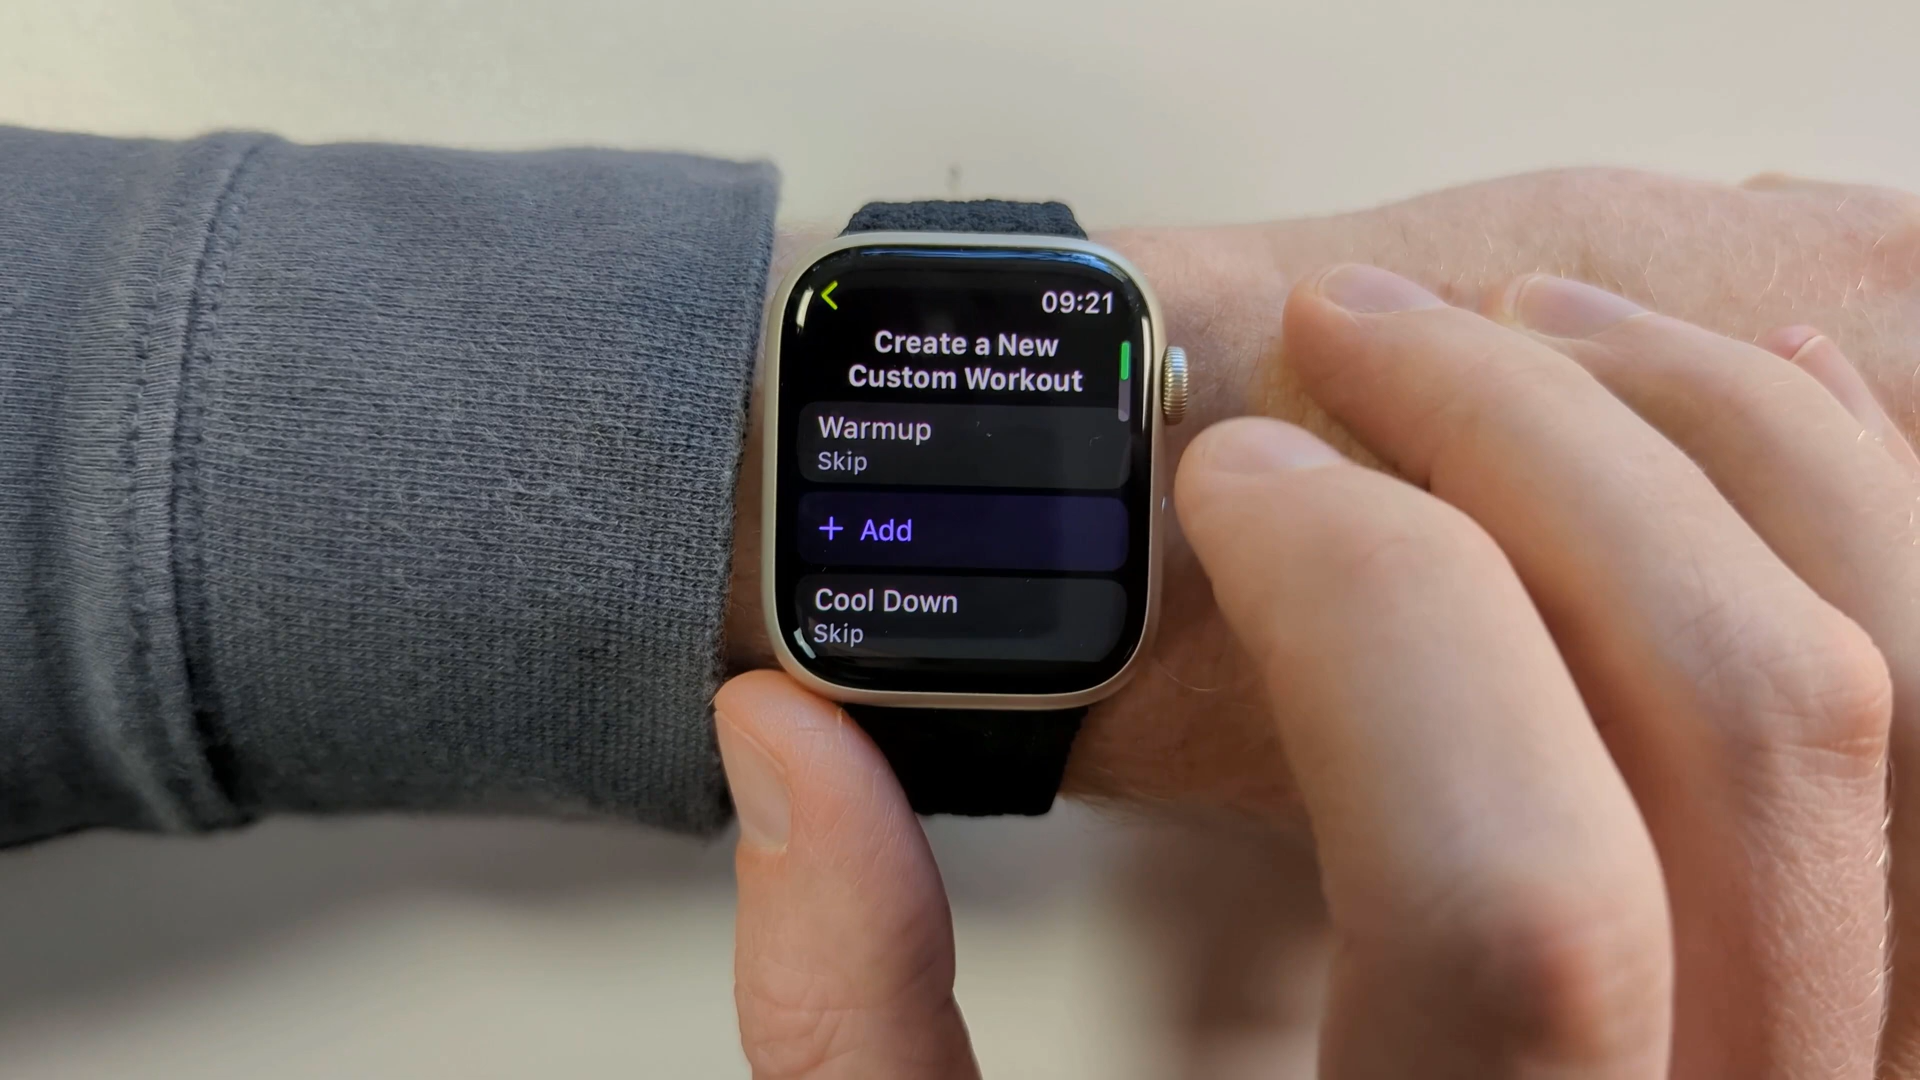 09:21
Create a New
Custom Workout
Warmup
Skip
+ Add
Cool Down
Skip